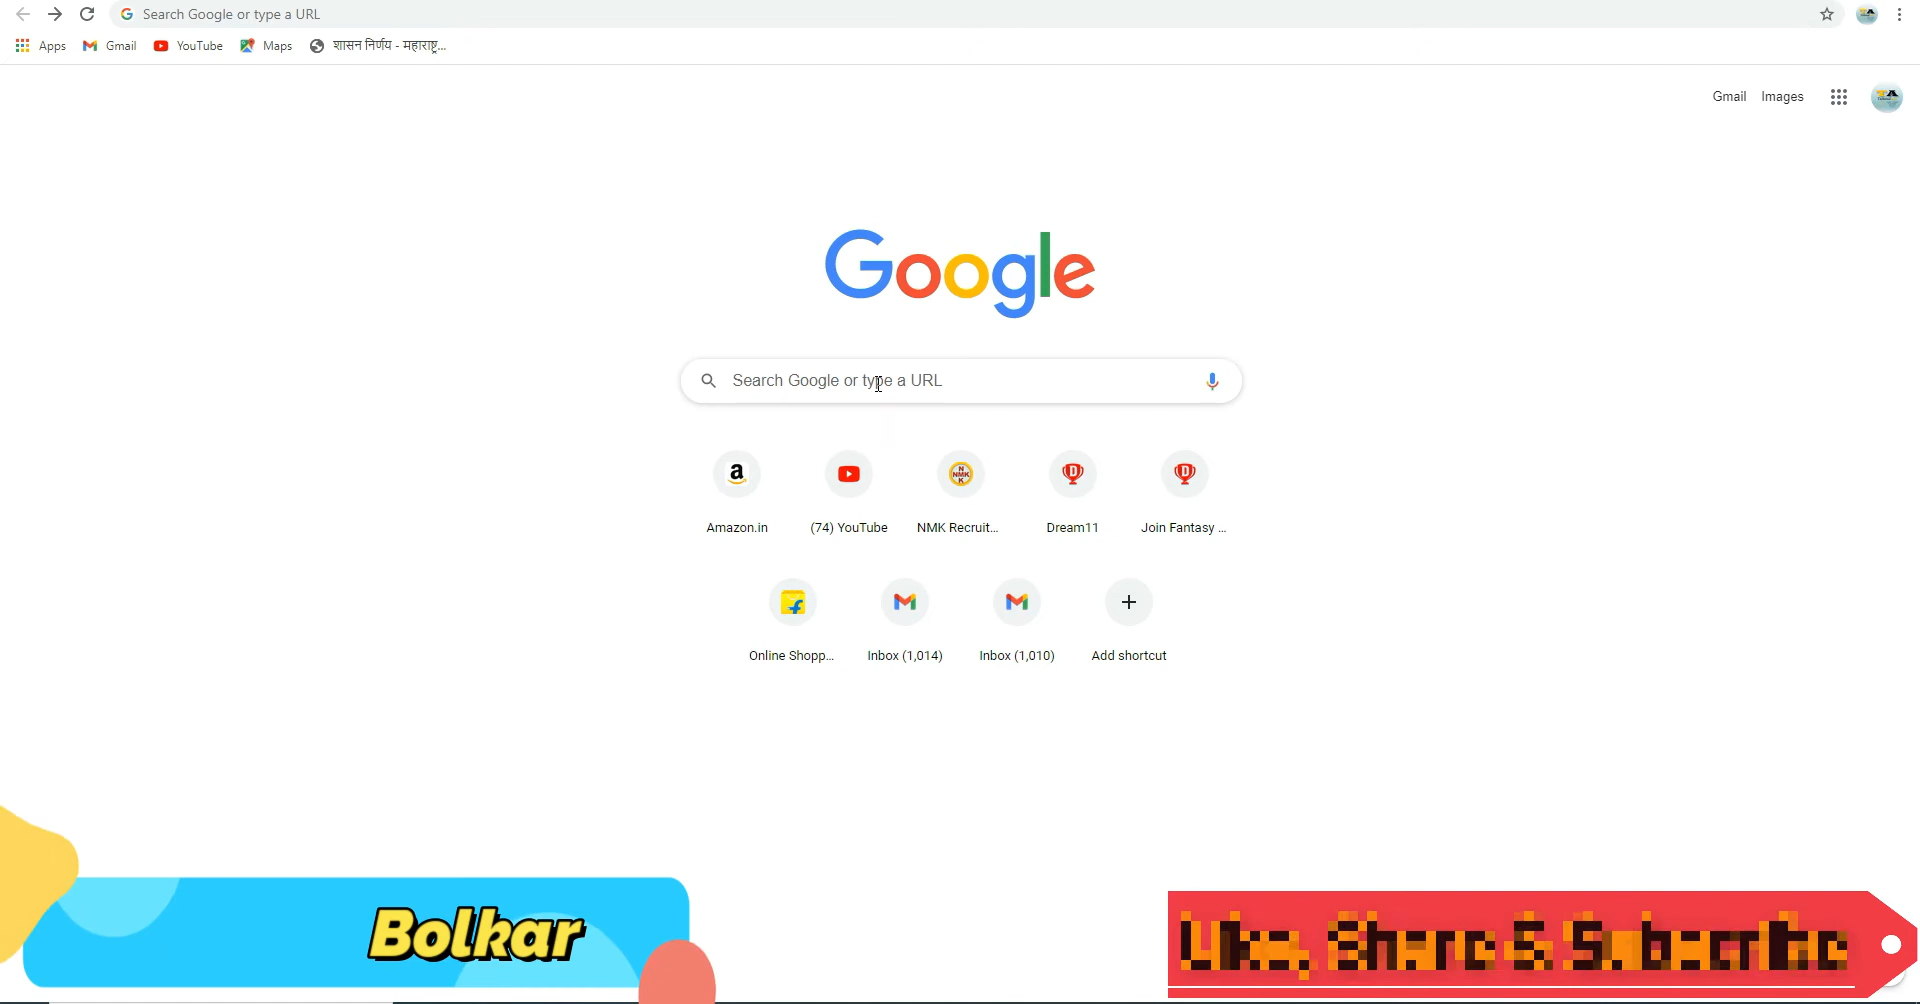 Search Google or type a URL
Apps Gmail YouTube Maps शासन निर्णय - महाराष्ट्र...
Gmail Images
Google
Search Google or type a URL
Amazon.in (74) YouTube NMK Recruit... Dream11 Join Fantasy ...
Online Shopp... Inbox (1,014) Inbox (1,010) Add shortcut
Bolkar
Like, Share & Subscribe